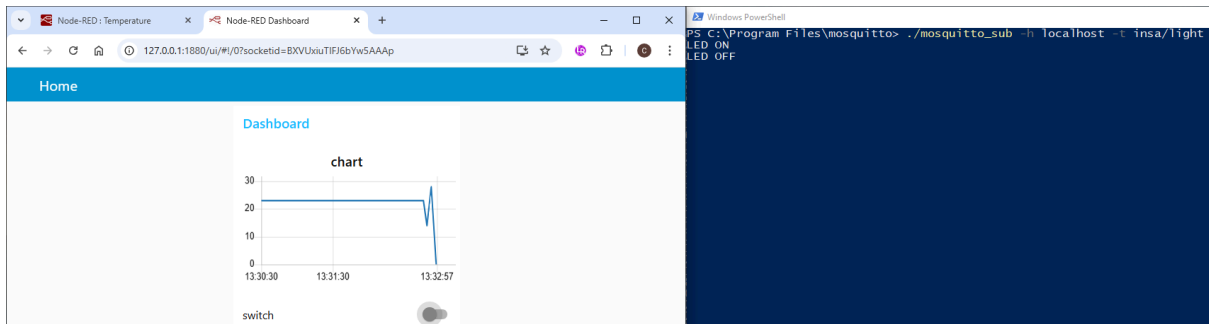 Node-RED : Temperature
Node-RED Dashboard
127.0.0.1:1880/ui/#!/0?socketid=BXVUxiuTIFJ6bYw5AAAp
Home
Dashboard
chart
30
20
10
0
13:30:30 13:31:30 13:32:57
switch
Windows PowerShell
PS C:\Program Files\mosquitto> ./mosquitto_sub -h localhost -t insa/light
LED ON
LED OFF